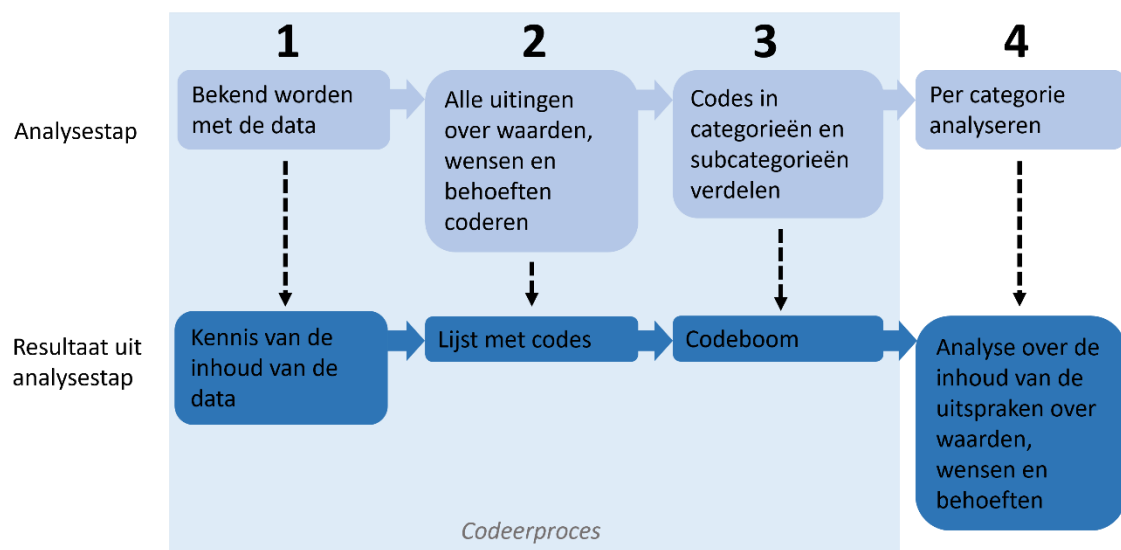 1
2
3
4
Analysestap
Bekend worden
met de data
Alle uitingen
over waarden,
wensen en
behoeften
coderen
Codes in
categorieën en
subcategorieën
verdelen
Per categorie
analyseren
Resultaat uit
analysestap
Kennis van de
inhoud van de
data
Lijst met codes
Codeboom
Analyse over de
inhoud van de
uitspraken over
waarden,
wensen en
behoeften
Codeerproces